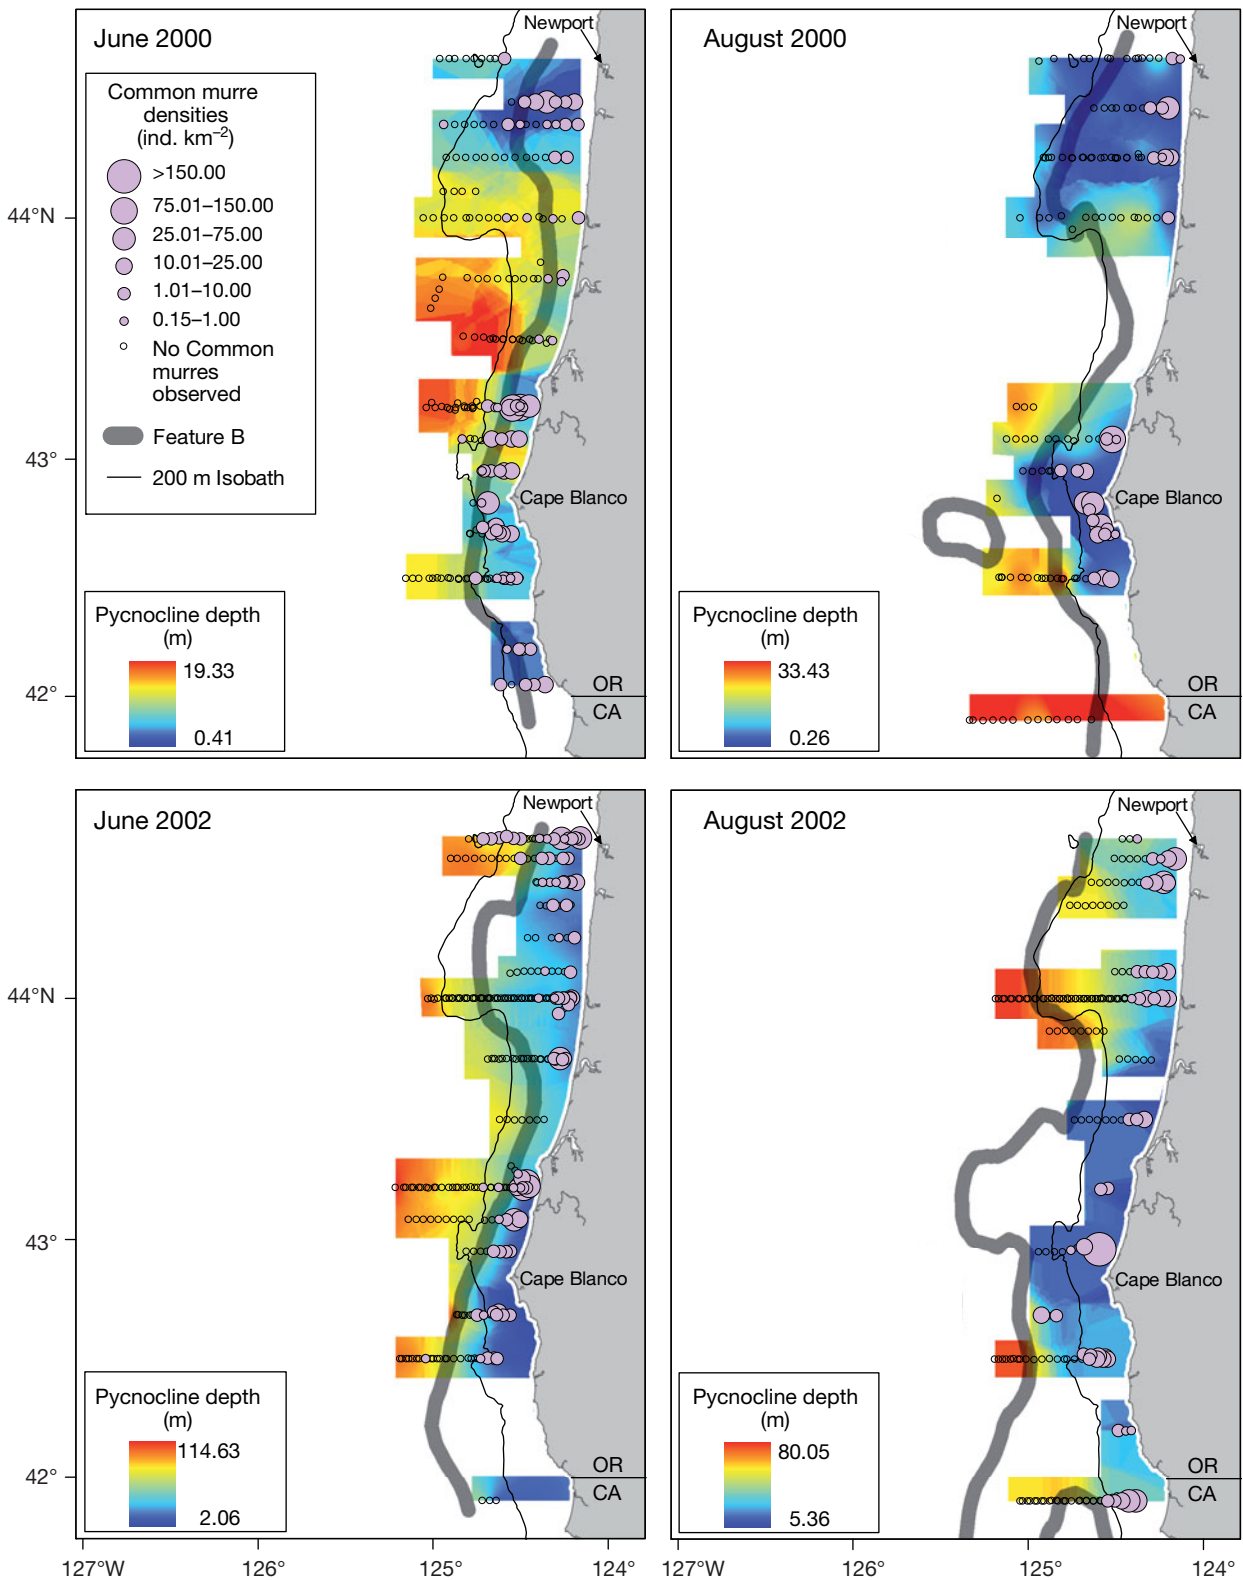 June 2000
Newport
Common murre
densities
(ind. km–2)
>150.00
75.01–150.00
25.01–75.00
10.01–25.00
1.01–10.00
0.15–1.00
No Common
murres
observed
Feature B
200 m Isobath
Cape Blanco
Pycnocline depth
(m)
19.33
0.41
OR
CA
44°N
43°
42°
August 2000
Newport
Cape Blanco
Pycnocline depth
(m)
33.43
0.26
OR
CA
June 2002
Newport
Cape Blanco
Pycnocline depth
(m)
114.63
2.06
OR
CA
44°N
43°
42°
127°W
126°
125°
124°
August 2002
Newport
Cape Blanco
Pycnocline depth
(m)
80.05
5.36
OR
CA
127°W
126°
125°
124°